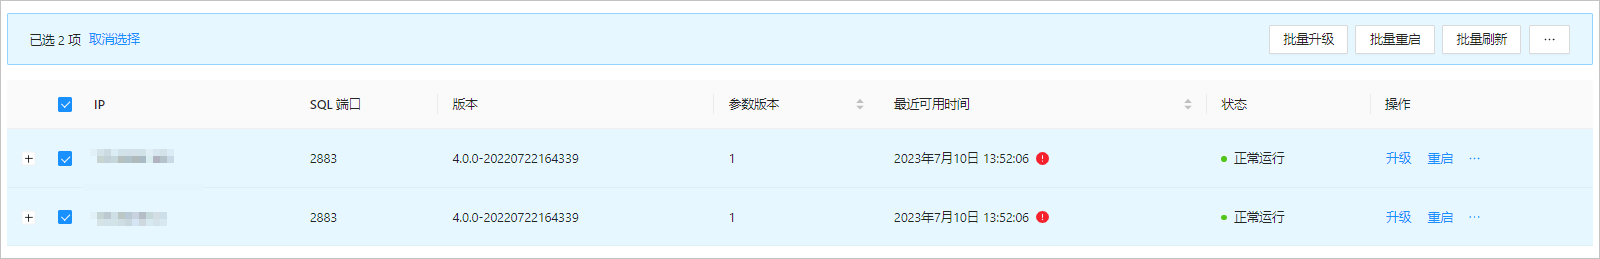 已选 2 项 取消选择 批量升级 批量重启 批量刷新 ···
IP SQL 端口 版本 参数版本 最近可用时间 状态 操作
+ 2883 4.0.0-20220722164339 1 2023年7月10日 13:52:06 正常运行 升级 重启 ···
+ 2883 4.0.0-20220722164339 1 2023年7月10日 13:52:06 正常运行 升级 重启 ···